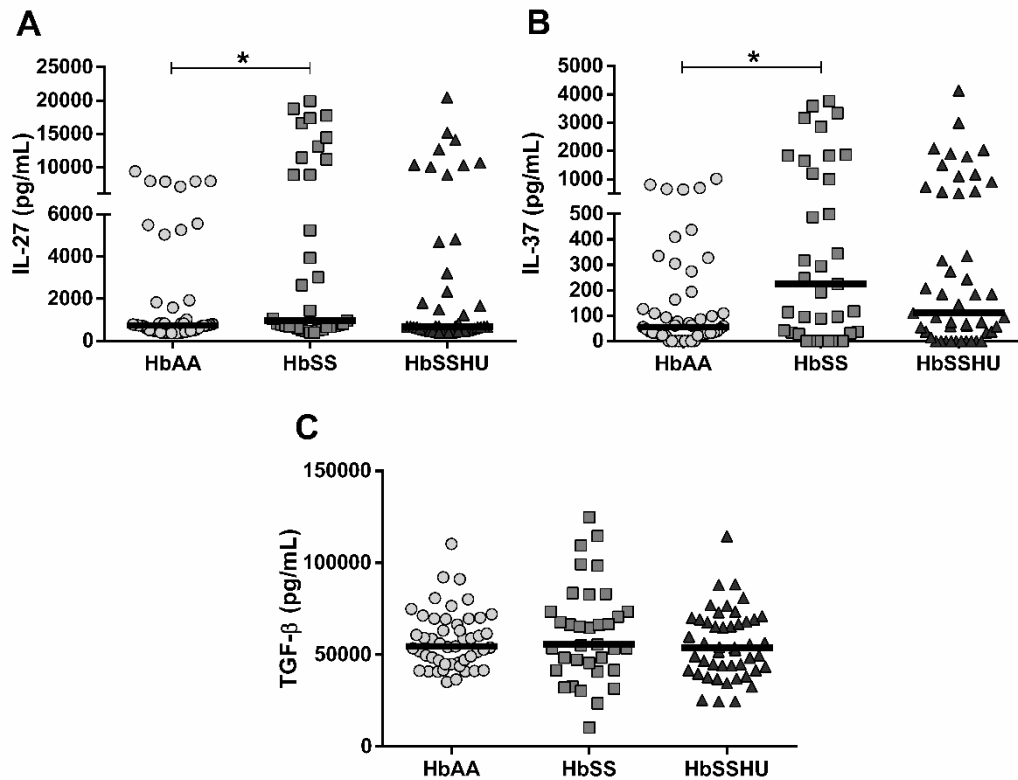 A
*
IL-27 (pg/mL)
25000
20000
15000
10000
6000
4000
2000
0
HbAA HbSS HbSSHU
B
*
IL-37 (pg/mL)
5000
4000
3000
2000
1000
500
400
300
200
100
0
HbAA HbSS HbSSHU
C
TGF-β (pg/mL)
150000
100000
50000
0
HbAA HbSS HbSSHU